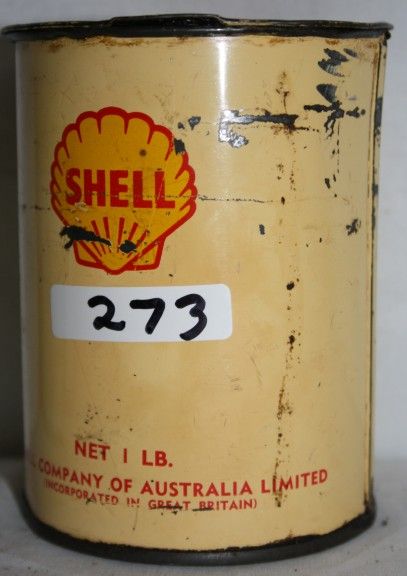 SHELL
273
NET 1 LB.
COMPANY OF AUSTRALIA LIMITED
(INCORPORATED IN GREAT BRITAIN)